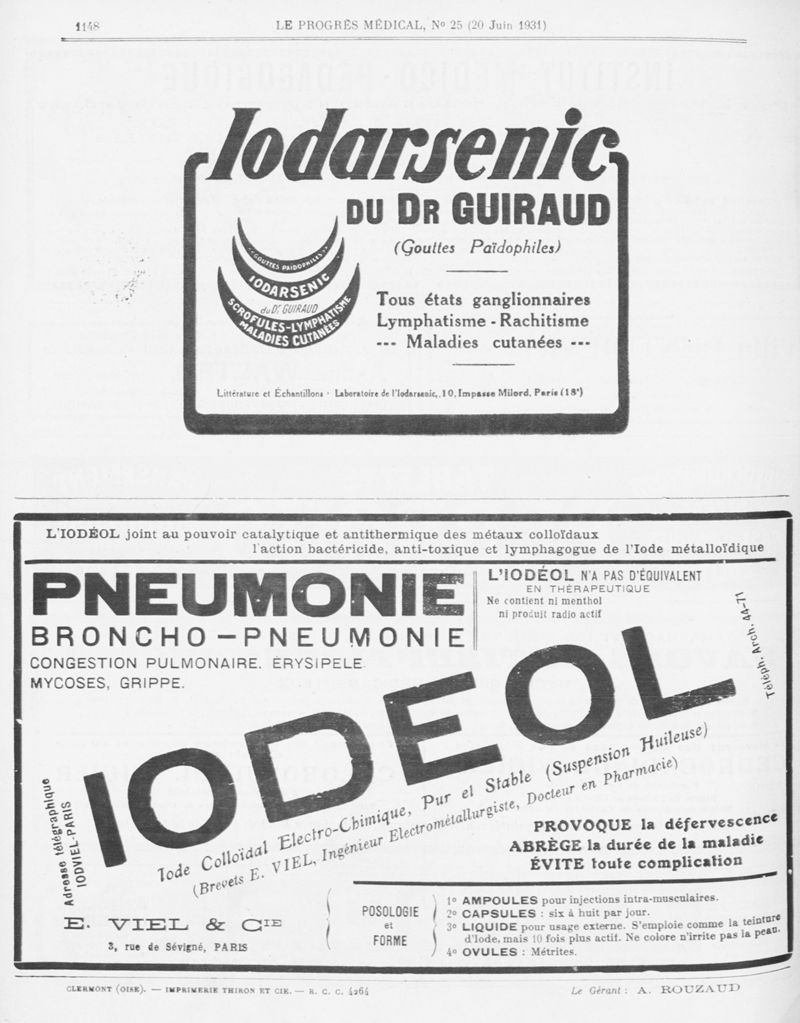 1148
LE PROGRÈS MÉDICAL, No 25 (20 Juin 1931)
Iodarsenic
DU DR GUIRAUD
(Gouttes Païdophiles)
GOUTTES PAÏDOPHILES
IODARSENIC
du Dr GUIRAUD
SCROFULES-LYMPHATISME
MALADIES CUTANÉES
Tous états ganglionnaires
Lymphatisme - Rachitisme
--- Maladies cutanées ---
Littérature et Échantillons · Laboratoire de l'Iodarsenic,.10, Impasse Milord. Paris (18e)
L'IODÉOL joint au pouvoir catalytique et antithermique des métaux colloïdaux
l'action bactéricide, anti-toxique et lymphagogue de l'Iode métalloïdique
PNEUMONIE
BRONCHO-PNEUMONIE
CONGESTION PULMONAIRE. ÉRYSIPELE.
MYCOSES, GRIPPE.
L'IODÉOL N'A PAS D'ÉQUIVALENT
EN THÉRAPEUTIQUE
Ne contient ni menthol
ni produit radio actif
Téléph. Arch. 44-71
IODEOL
Iode Colloïdal Electro-Chimique, Pur el Stable (Suspension Huileuse)
(Brevets E. VIEL, Ingénieur Electrométallurgiste, Docteur en Pharmacie)
Adresse télégraphique
IODVIEL-PARIS
PROVOQUE la défervescence
ABRÈGE la durée de la maladie
ÉVITE toute complication
E. VIEL & CIE
3, rue de Sévigné, PARIS
POSOLOGIE
et
FORME
1o AMPOULES pour injections intra-musculaires.
2o CAPSULES : six à huit par jour.
3o LIQUIDE pour usage externe. S'emploie comme la teinture
d'Iode, mais 10 fois plus actif. Ne colore n'irrite pas la peau.
4o OVULES : Métrites.
CLERMONT (OISE). — IMPRIMERIE THIRON ET CIE. — R. C. C. 4264
Le Gérant : A. ROUZAUD